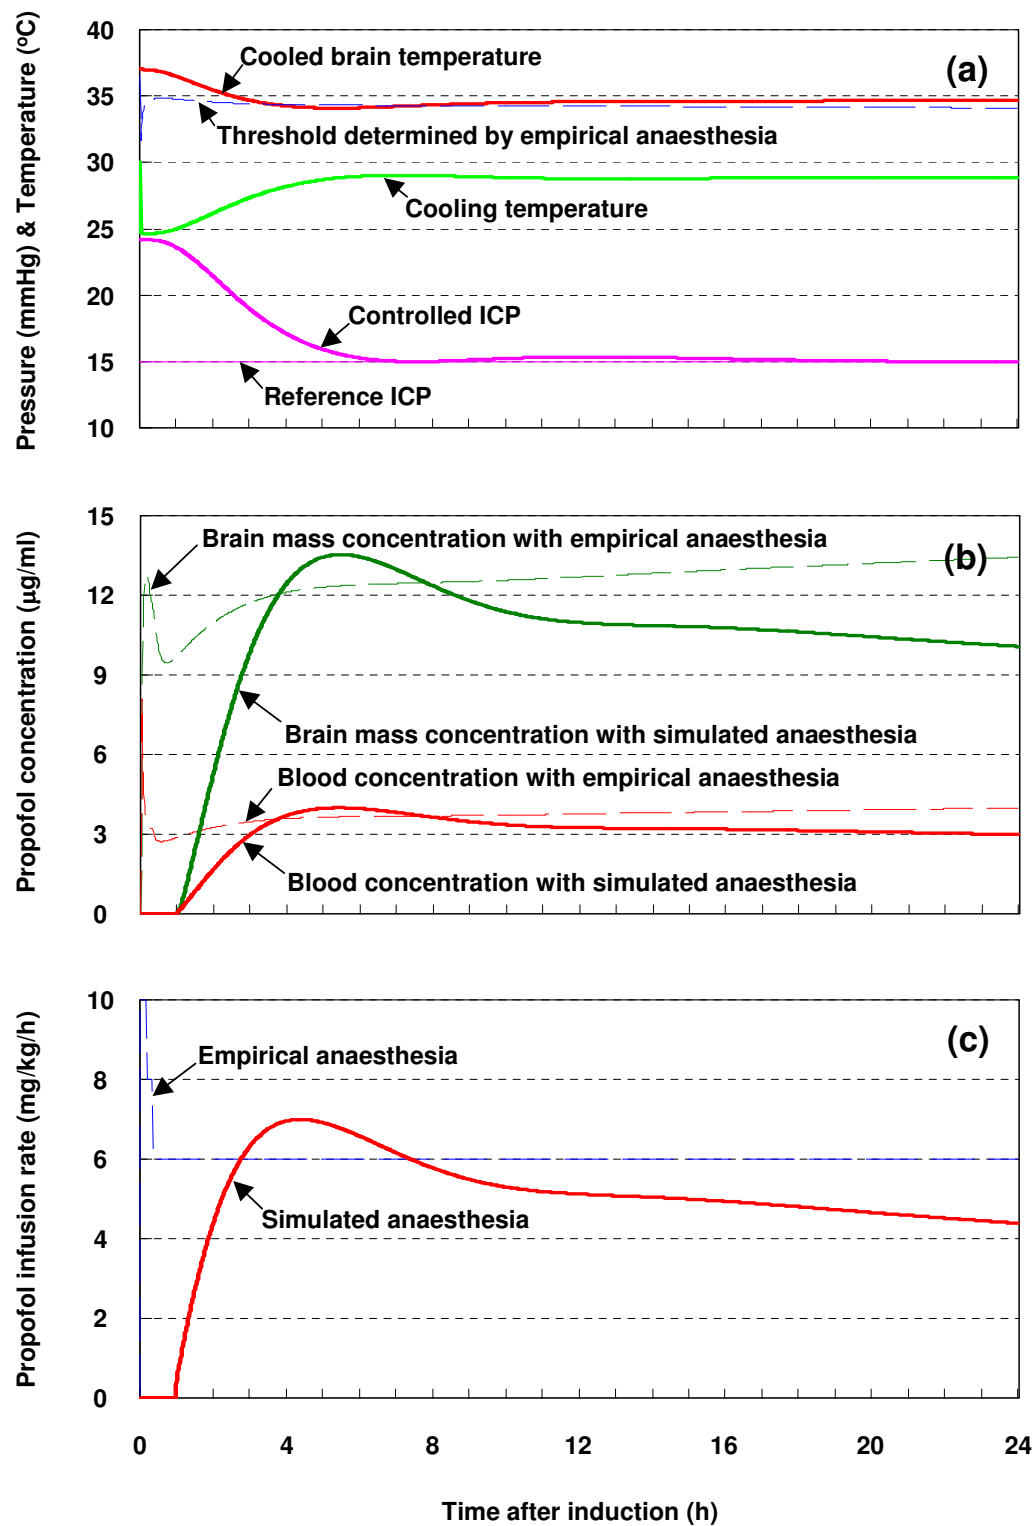 Pressure (mmHg) & Temperature (ºC)
40
35
30
25
20
15
10
(a)
Cooled brain temperature
Threshold determined by empirical anaesthesia
Cooling temperature
Controlled ICP
Reference ICP
Propofol concentration (µg/ml)
15
12
9
6
3
0
(b)
Brain mass concentration with empirical anaesthesia
Brain mass concentration with simulated anaesthesia
Blood concentration with empirical anaesthesia
Blood concentration with simulated anaesthesia
Propofol infusion rate (mg/kg/h)
10
8
6
4
2
0
(c)
Empirical anaesthesia
Simulated anaesthesia
0 4 8 12 16 20 24
Time after induction (h)